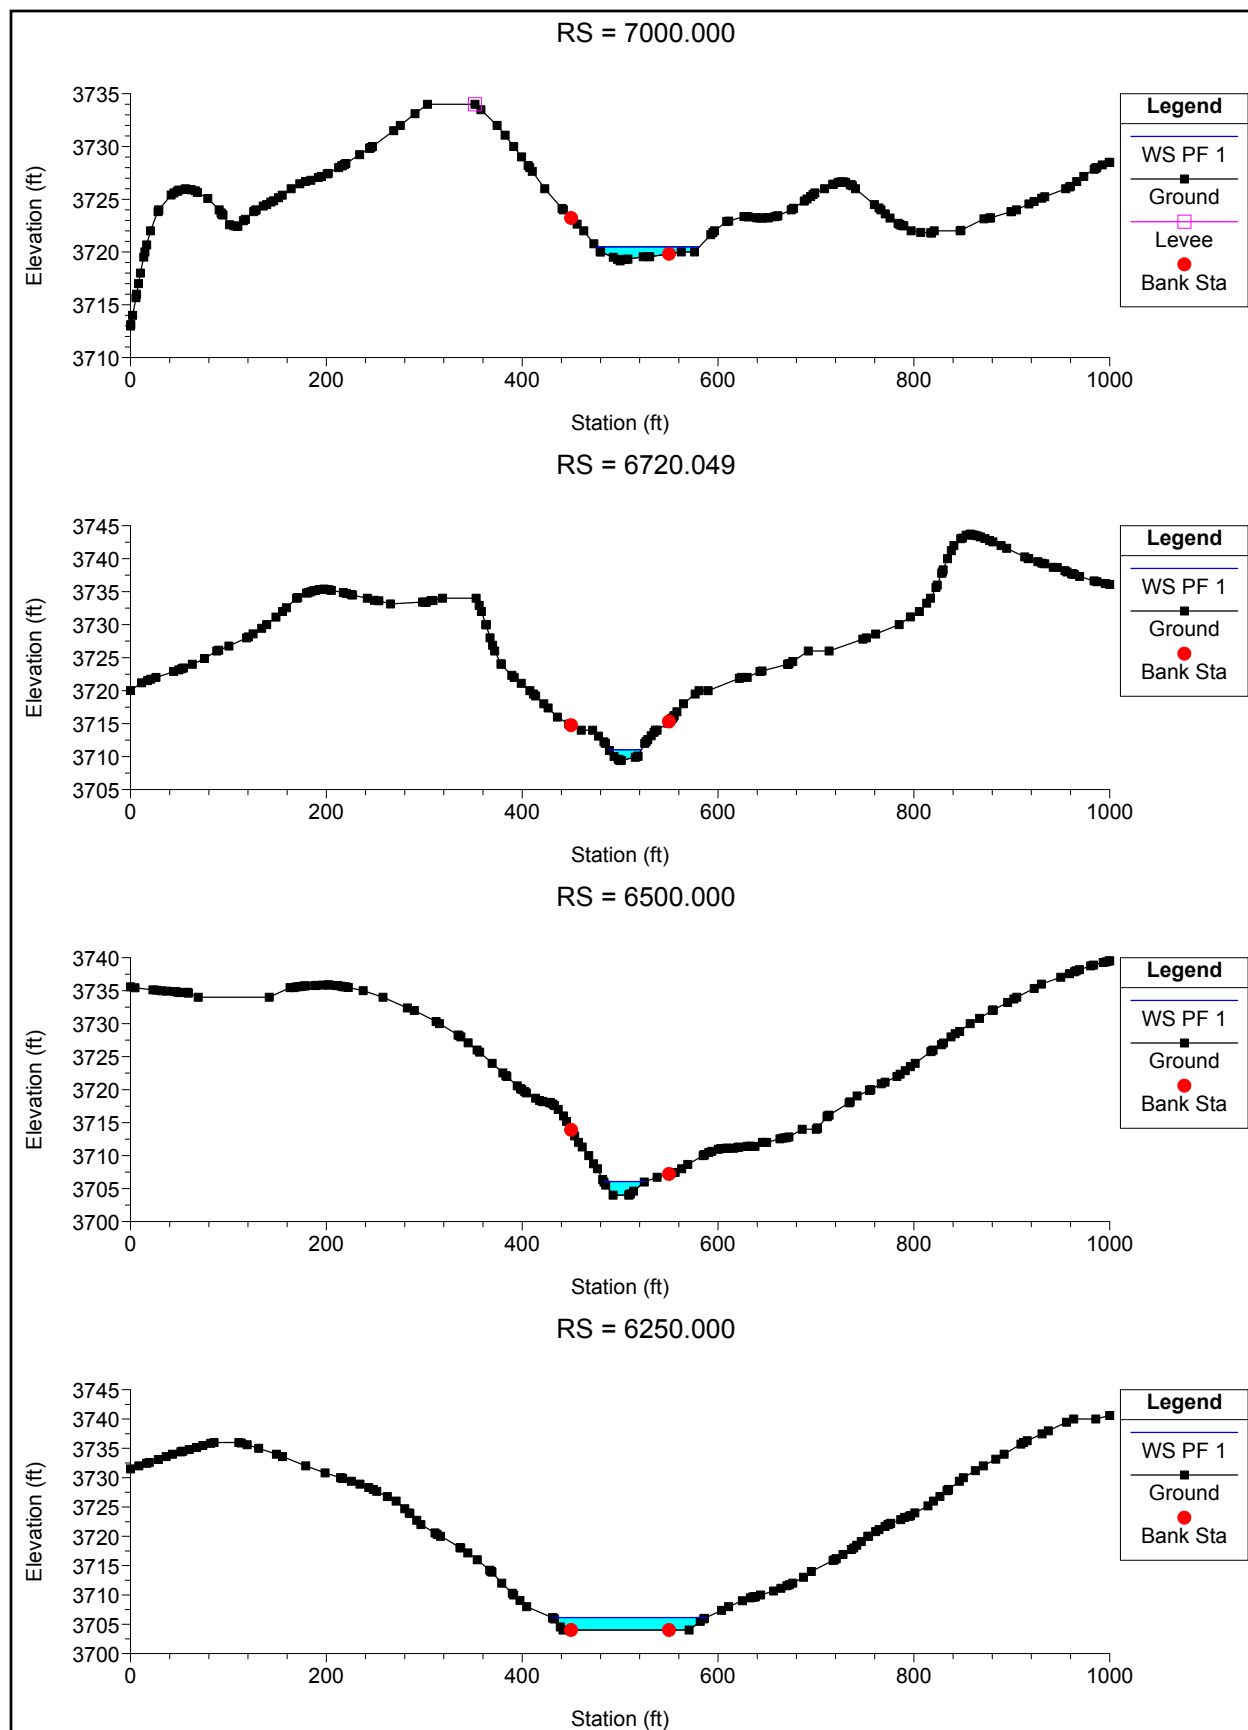 RS = 7000.000
3735
3730
3725
3720
3715
3710
Elevation (ft)
0 200 400 600 800 1000
Station (ft)
Legend
WS PF 1
Ground
Levee
Bank Sta
RS = 6720.049
3745
3740
3735
3730
3725
3720
3715
3710
3705
Elevation (ft)
0 200 400 600 800 1000
Station (ft)
Legend
WS PF 1
Ground
Bank Sta
RS = 6500.000
3740
3735
3730
3725
3720
3715
3710
3705
3700
Elevation (ft)
0 200 400 600 800 1000
Station (ft)
Legend
WS PF 1
Ground
Bank Sta
RS = 6250.000
3745
3740
3735
3730
3725
3720
3715
3710
3705
3700
Elevation (ft)
0 200 400 600 800 1000
Station (ft)
Legend
WS PF 1
Ground
Bank Sta